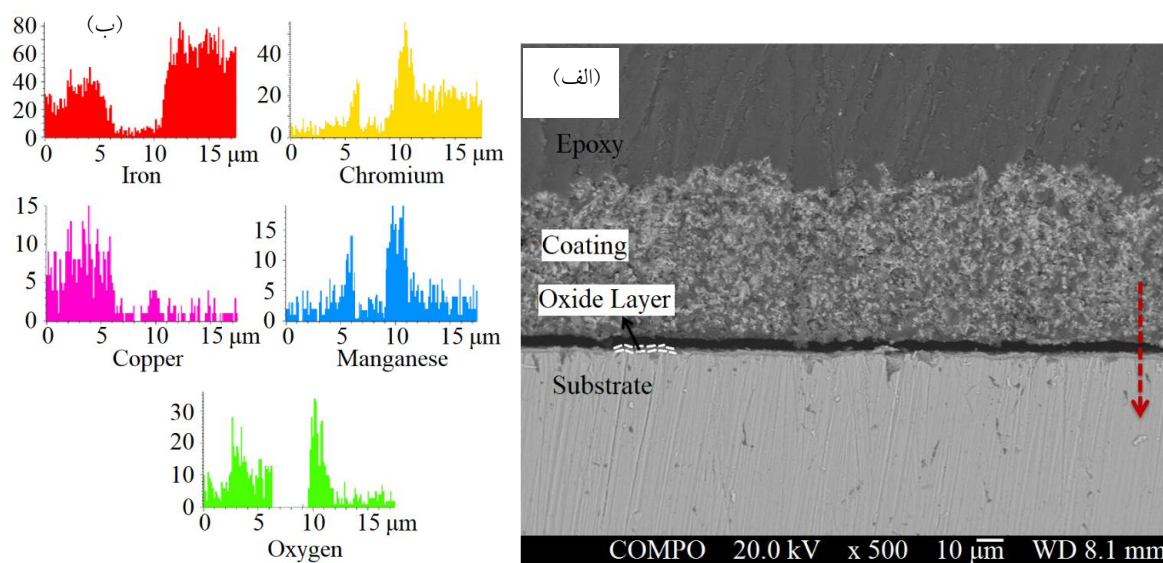 (ب)
80
60
40
20
0
0 5 10 15 µm
Iron
40
20
0
0 5 10 15 µm
Chromium
15
10
5
0
0 5 10 15 µm
Copper
15
10
5
0
0 5 10 15 µm
Manganese
30
20
10
0
0 5 10 15 µm
Oxygen
(الف)
Epoxy
Coating
Oxide Layer
Substrate
COMPO 20.0 kV x 500 10 µm WD 8.1 mm